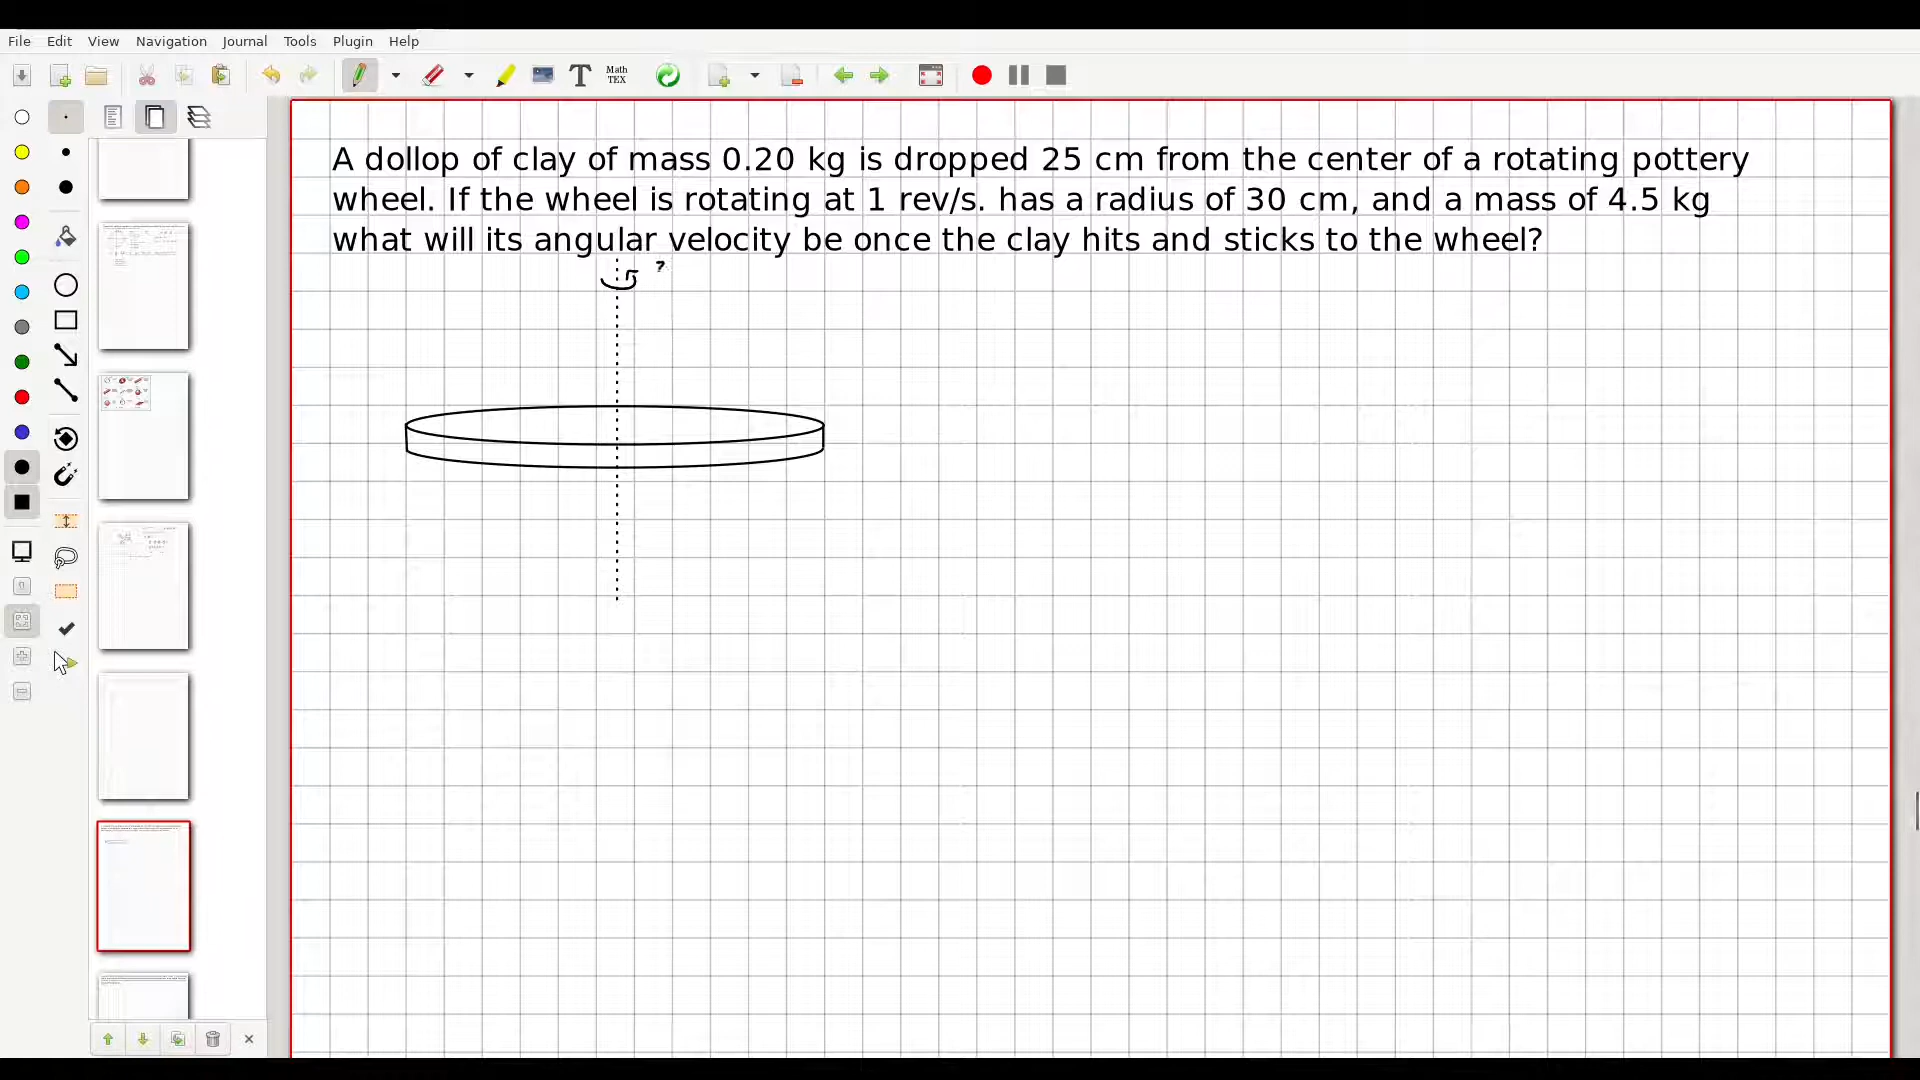 File Edit View Navigation Journal Tools Plugin Help
Math
TEX
A dollop of clay of mass 0.20 kg is dropped 25 cm from the center of a rotating pottery
wheel. If the wheel is rotating at 1 rev/s. has a radius of 30 cm, and a mass of 4.5 kg
what will its angular velocity be once the clay hits and sticks to the wheel?
?